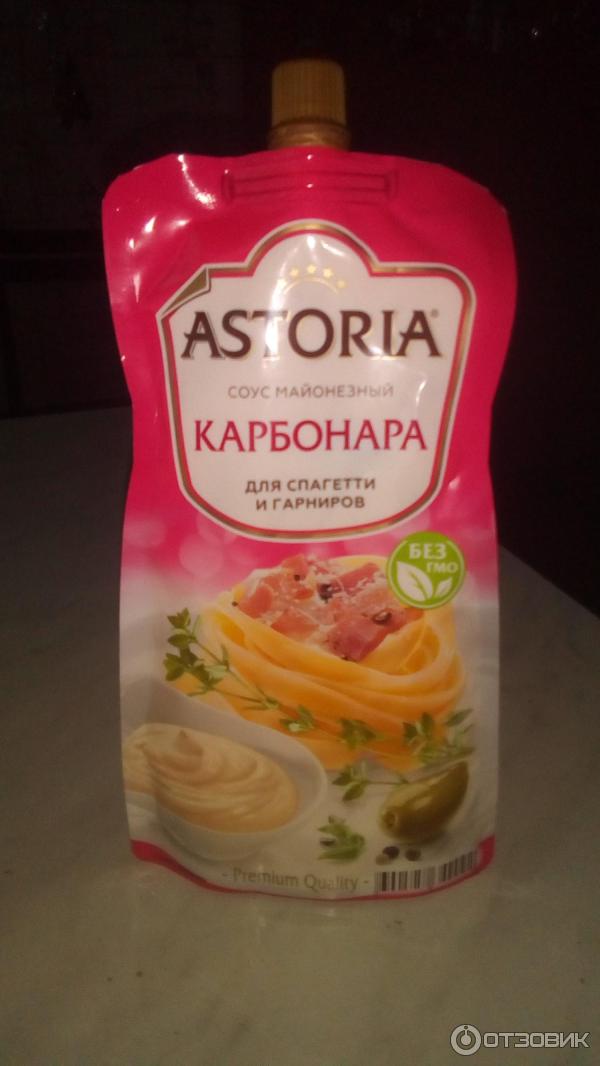 ASTORIA®
СОУС МАЙОНЕЗНЫЙ
КАРБОНАРА
ДЛЯ СПАГЕТТИ
И ГАРНИРОВ
БЕЗ
ГМО
- Premium Quality -
ОТЗОВИК